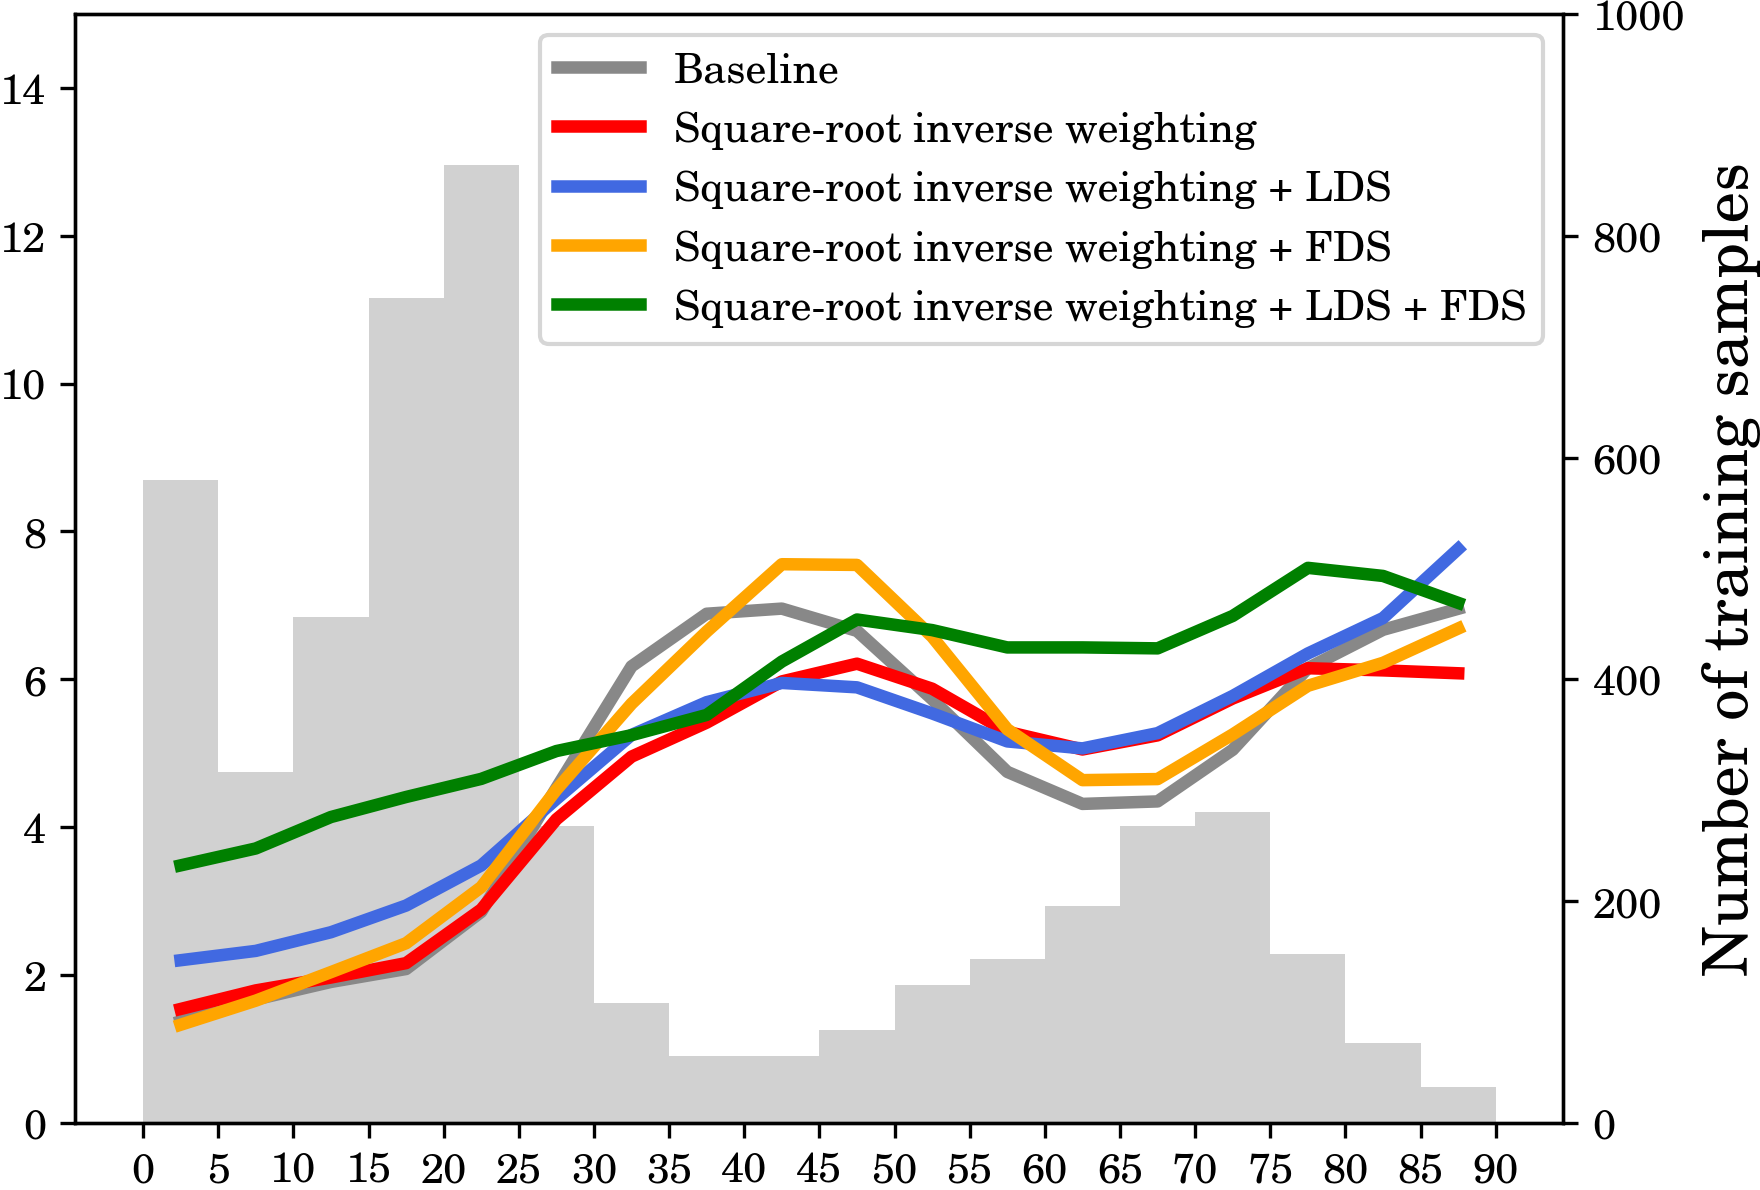 Baseline
Square-root inverse weighting
Square-root inverse weighting + LDS
Square-root inverse weighting + FDS
Square-root inverse weighting + LDS + FDS
14
12
10
8
6
4
2
0
1000
800
600
400
200
0
Number of training samples
0 5 10 15 20 25 30 35 40 45 50 55 60 65 70 75 80 85 90